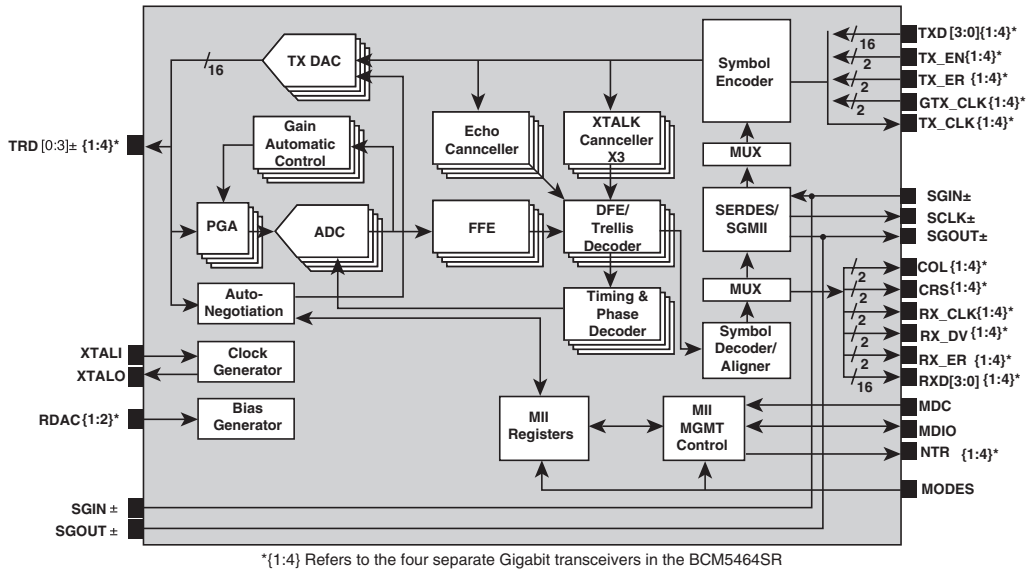 TXD [3:0]{1:4}*
16
TX_EN{1:4}*
2
TX_ER {1:4}*
2
GTX_CLK{1:4}*
2
TX_CLK{1:4}*
16
TX DAC
Symbol
Encoder
Gain
Automatic
Control
Echo
Cannceller
XTALK
Cannceller
X3
MUX
TRD [0:3]± {1:4}*
PGA
ADC
FFE
DFE/
Trellis
Decoder
SERDES/
SGMII
SGIN±
SCLK±
SGOUT±
Auto-
Negotiation
Timing &
Phase
Decoder
MUX
COL {1:4}*
2
CRS{1:4}*
2
RX_CLK{1:4}*
2
RX_DV {1:4}*
2
RX_ER {1:4}*
2
RXD[3:0] {1:4}*
16
Symbol
Decoder/
Aligner
XTALI
XTALO
Clock
Generator
RDAC{1:2}*
Bias
Generator
MII
Registers
MII
MGMT
Control
MDC
MDIO
NTR {1:4}*
MODES
SGIN ±
SGOUT ±
*{1:4} Refers to the four separate Gigabit transceivers in the BCM5464SR